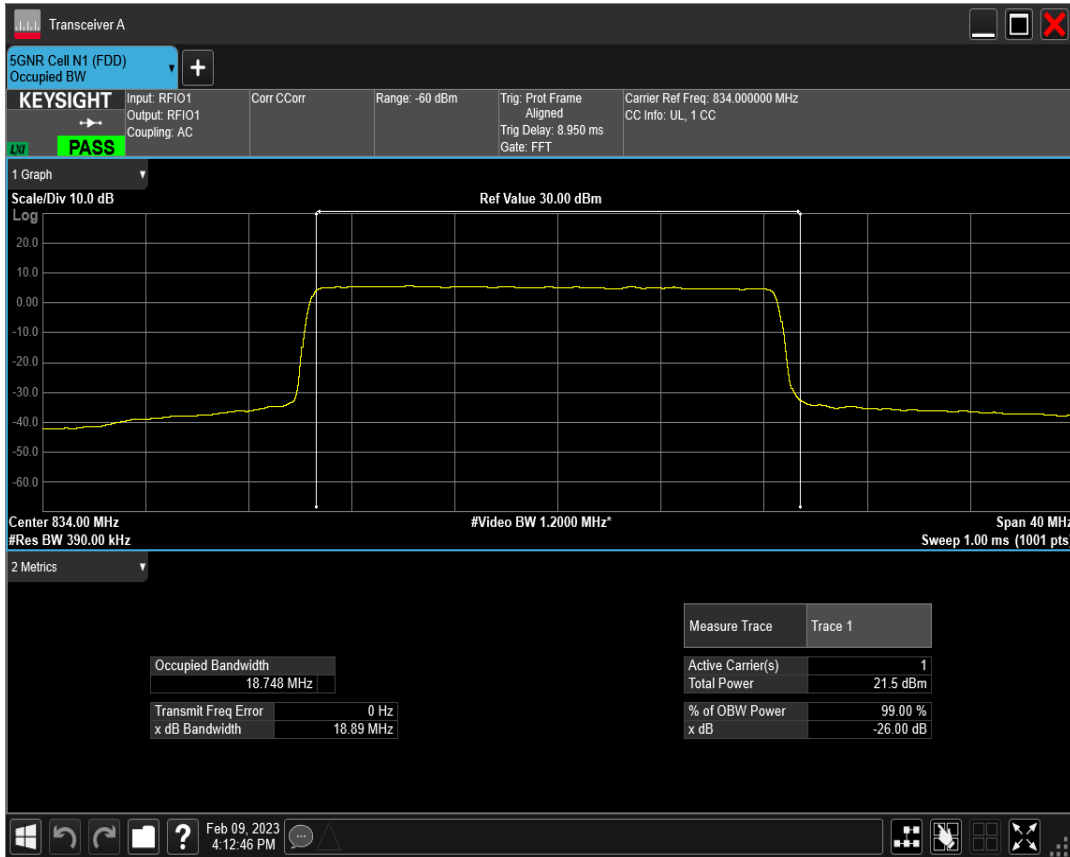 Transceiver A
5GNR Cell N1 (FDD)
Occupied BW
+
KEYSIGHT
LXI
PASS
Input: RFIO1
Output: RFIO1
Coupling: AC
Corr CCorr
Range: -60 dBm
Trig: Prot Frame
Aligned
Trig Delay: 8.950 ms
Gate: FFT
Carrier Ref Freq: 834.000000 MHz
CC Info: UL, 1 CC
1 Graph
Scale/Div 10.0 dB
Ref Value 30.00 dBm
Log
20.0
10.0
0.00
-10.0
-20.0
-30.0
-40.0
-50.0
-60.0
Center 834.00 MHz
#Video BW 1.2000 MHz*
Span 40 MHz
#Res BW 390.00 kHz
Sweep 1.00 ms (1001 pts)
2 Metrics
Measure Trace Trace 1
Occupied Bandwidth
18.748 MHz
Active Carrier(s) 1
Total Power 21.5 dBm
Transmit Freq Error 0 Hz
x dB Bandwidth 18.89 MHz
% of OBW Power 99.00 %
x dB -26.00 dB
?
Feb 09, 2023
4:12:46 PM